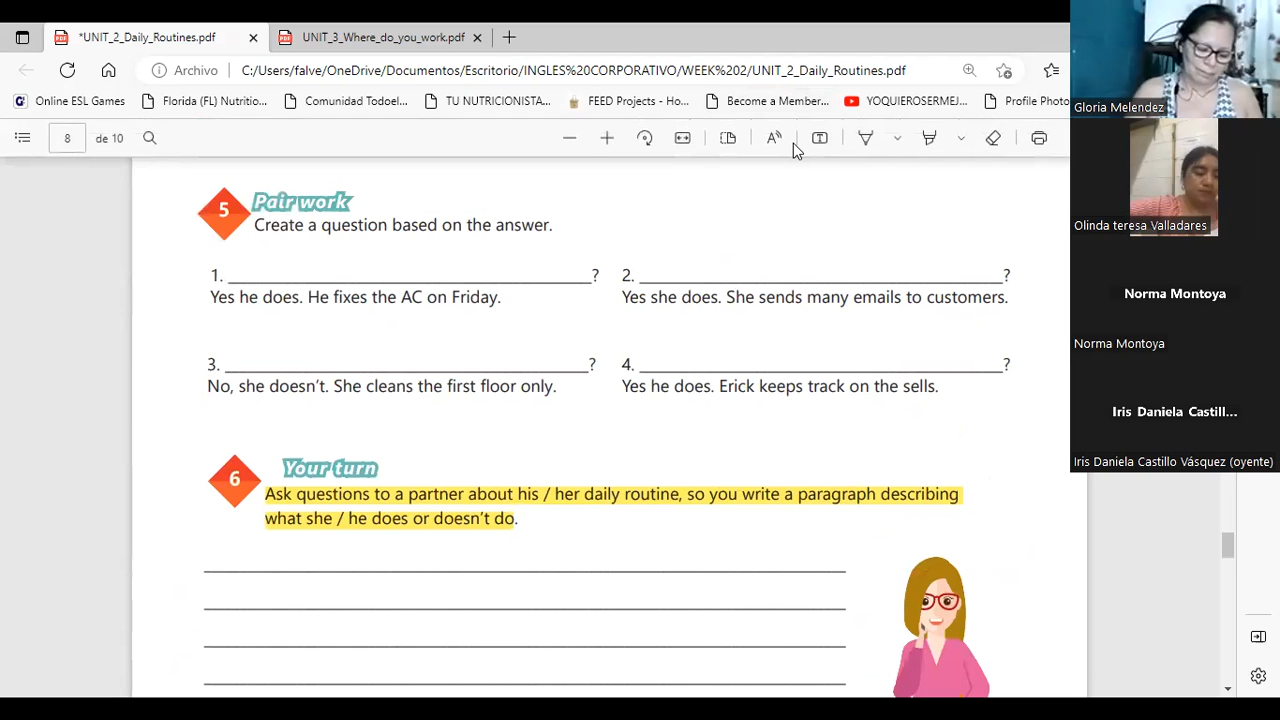 *UNIT_2_Daily_Routines.pdf
UNIT_3_Where_do_you_work.pdf
Archivo
C:/Users/falve/OneDrive/Documentos/Escritorio/INGLES%20CORPORATIVO/WEEK%202/UNIT_2_Daily_Routines.pdf
Online ESL Games
Florida (FL) Nutritio...
Comunidad Todoel...
TU NUTRICIONISTA...
FEED Projects - Ho...
Become a Member...
YOQUIEROSERMEJ...
Profile Photo
8 de 10
5 Pair work
Create a question based on the answer.
1. ________________________________________?
Yes he does. He fixes the AC on Friday.
2. ________________________________________?
Yes she does. She sends many emails to customers.
3. ________________________________________?
No, she doesn't. She cleans the first floor only.
4. ________________________________________?
Yes he does. Erick keeps track on the sells.
6 Your turn
Ask questions to a partner about his / her daily routine, so you write a paragraph describing
what she / he does or doesn't do.
Gloria Melendez
Olinda teresa Valladares
Norma Montoya
Norma Montoya
Iris Daniela Castill...
Iris Daniela Castillo Vásquez (oyente)